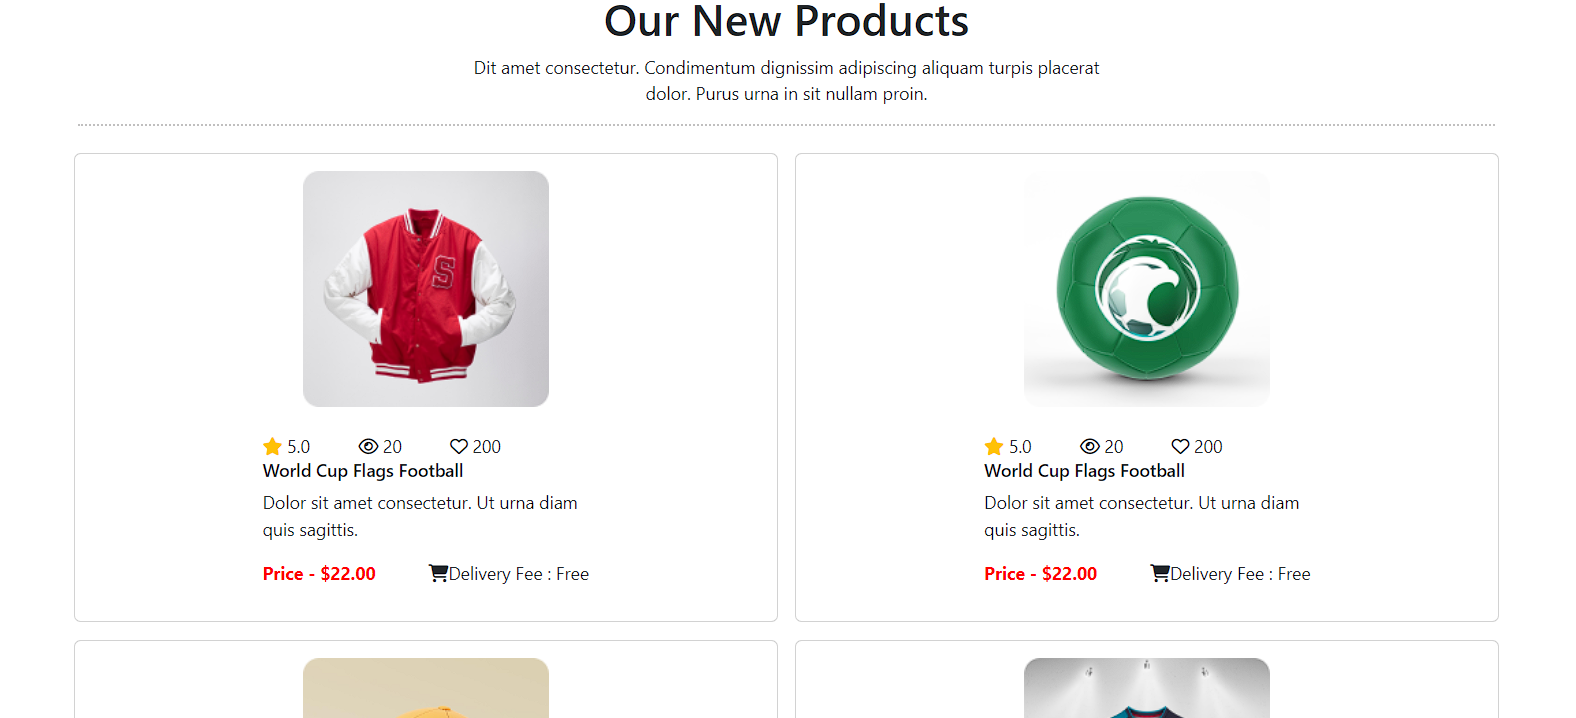 Our New Products
Dit amet consectetur. Condimentum dignissim adipiscing aliquam turpis placerat
dolor. Purus urna in sit nullam proin.
S
5.0 20 200
World Cup Flags Football
Dolor sit amet consectetur. Ut urna diam
quis sagittis.
Price - $22.00 Delivery Fee : Free
5.0 20 200
World Cup Flags Football
Dolor sit amet consectetur. Ut urna diam
quis sagittis.
Price - $22.00 Delivery Fee : Free